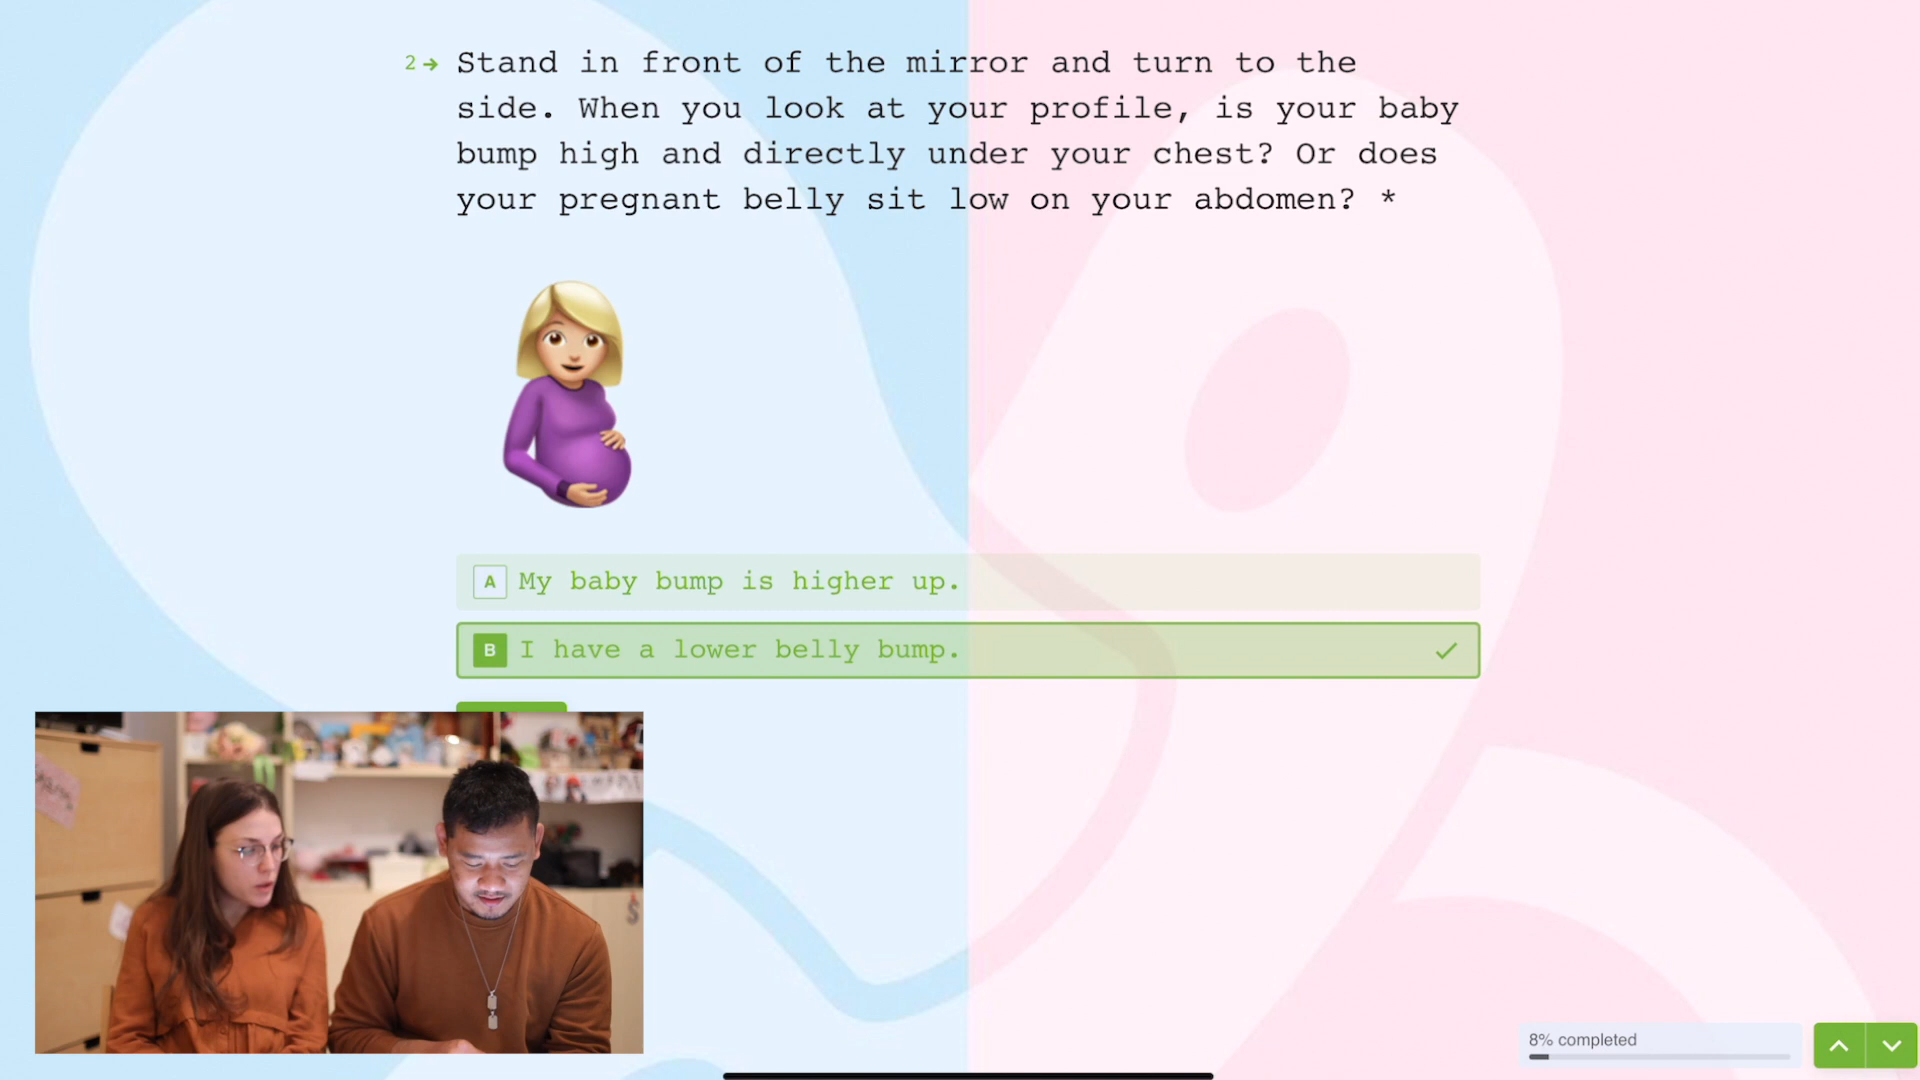 2 Stand in front of the mirror and turn to the
side. When you look at your profile, is your baby
bump high and directly under your chest? Or does
your pregnant belly sit low on your abdomen? *
A My baby bump is higher up.
B I have a lower belly bump.
8% completed